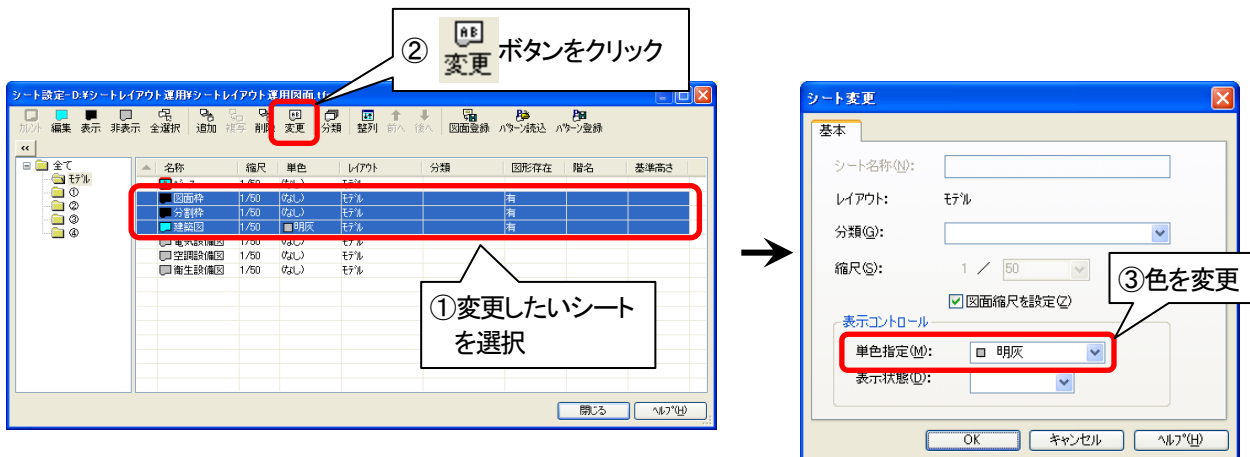 ② AB 変更 ボタンをクリック
シート設定-D:¥シートレイアウト運用¥シートレイアウト運用図面.tf
カレント 編集 表示 非表示 全選択 追加 複写 削除 変更 分類 整列 前へ 後へ 図面登録 パターン読込 パターン登録
<<
全て
モデル
①
②
③
④
名称 縮尺 単色 レイアウト 分類 図形存在 階名 基準高さ
図面枠 1/50 (なし) モデル 有
分割枠 1/50 (なし) モデル 有
建築図 1/50 明灰 モデル 有
電気設備図 1/50 (なし) モデル
空調設備図 1/50 (なし) モデル
衛生設備図 1/50 (なし) モデル
①変更したいシート
を選択
閉じる ヘルプ(H)
シート変更
基本
シート名称(N):
レイアウト: モデル
分類(G):
縮尺(S): 1 / 50
図面縮尺を設定(Z)
③色を変更
表示コントロール
単色指定(M): 明灰
表示状態(D):
OK キャンセル ヘルプ(H)